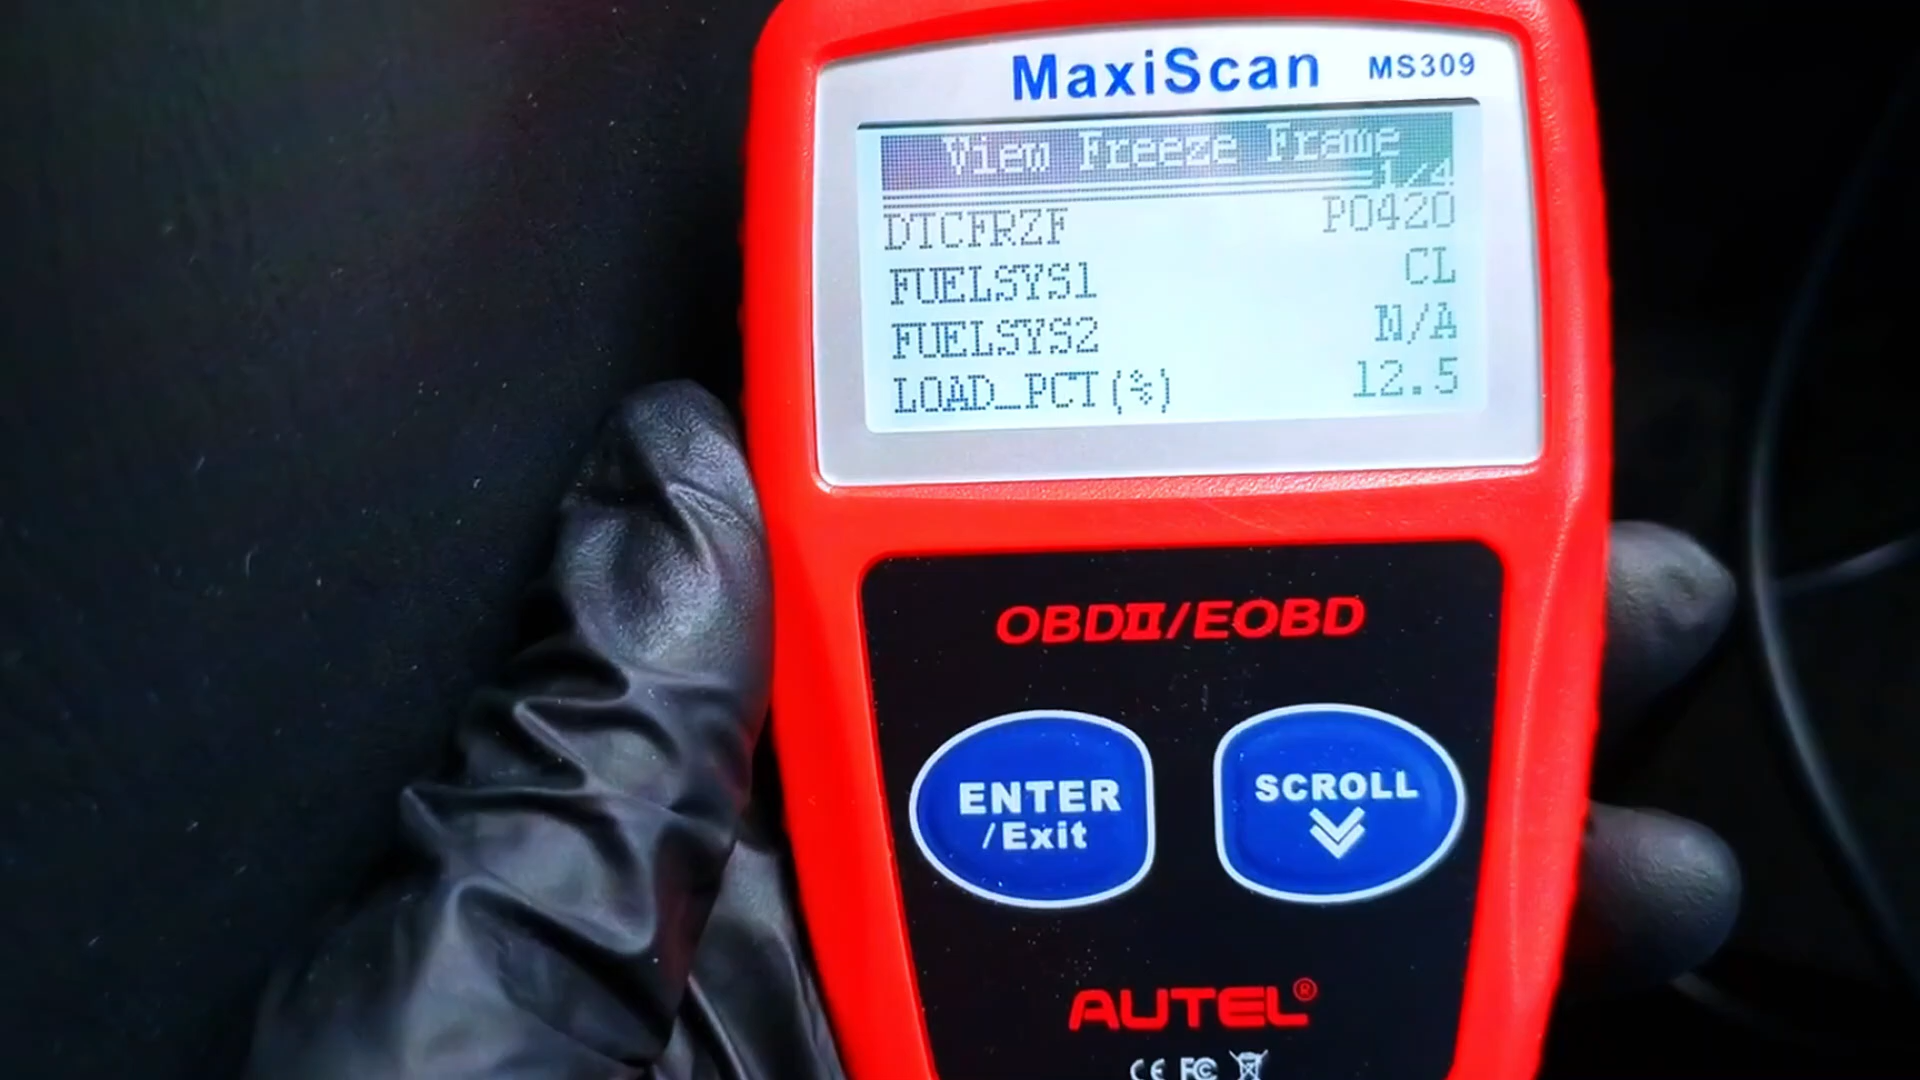 MaxiScan MS309
View Freeze Frame
1/4
DTCFRZF P0420
FUELSYS1 CL
FUELSYS2 N/A
LOAD_PCT(%) 12.5
OBDII/EOBD
ENTER
/Exit
SCROLL
AUTEL®
CE FC